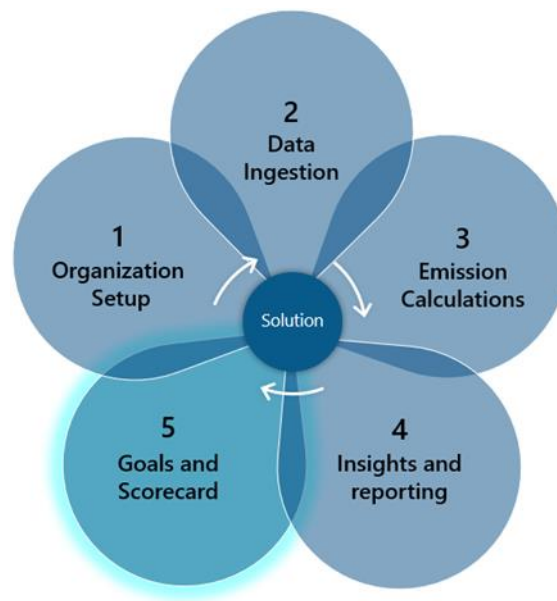 1
Organization
Setup
2
Data
Ingestion
3
Emission
Calculations
4
Insights and
reporting
5
Goals and
Scorecard
Solution